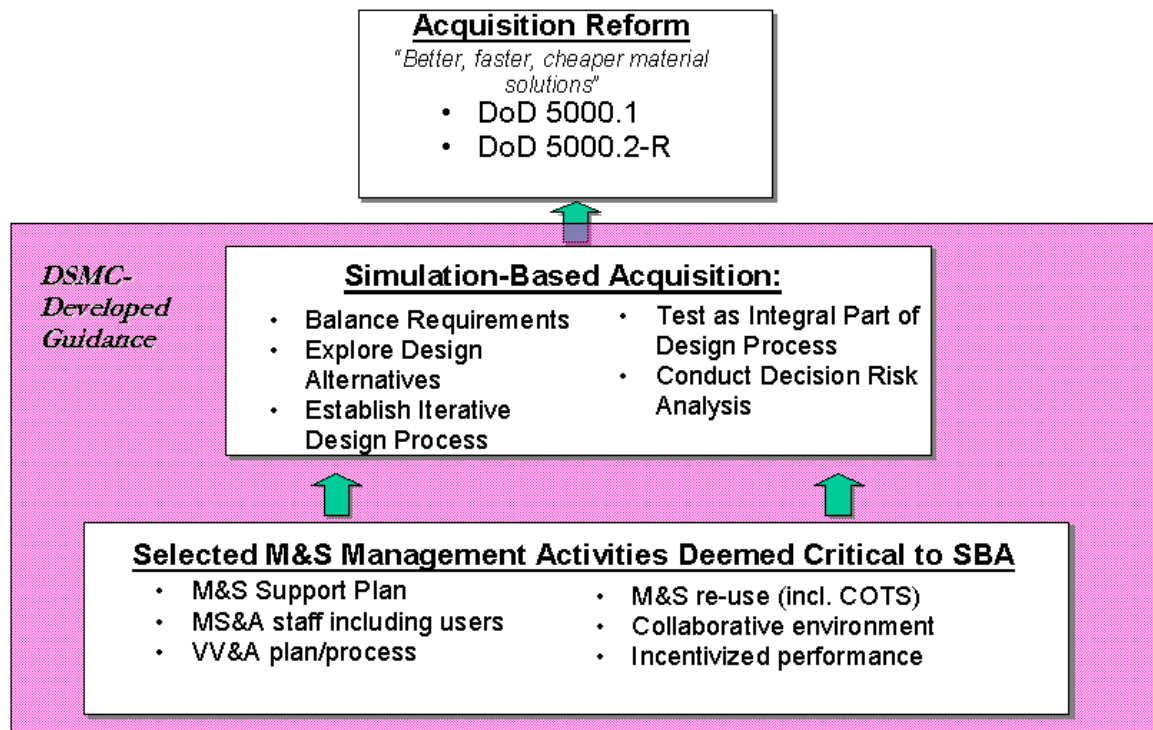 Acquisition Reform
"Better, faster, cheaper material
solutions"
• DoD 5000.1
• DoD 5000.2-R
DSMC-
Developed
Guidance
Simulation-Based Acquisition:
• Balance Requirements
• Explore Design
Alternatives
• Establish Iterative
Design Process
• Test as Integral Part of
Design Process
• Conduct Decision Risk
Analysis
Selected M&S Management Activities Deemed Critical to SBA
• M&S Support Plan
• MS&A staff including users
• VV&A plan/process
• M&S re-use (incl. COTS)
• Collaborative environment
• Incentivized performance